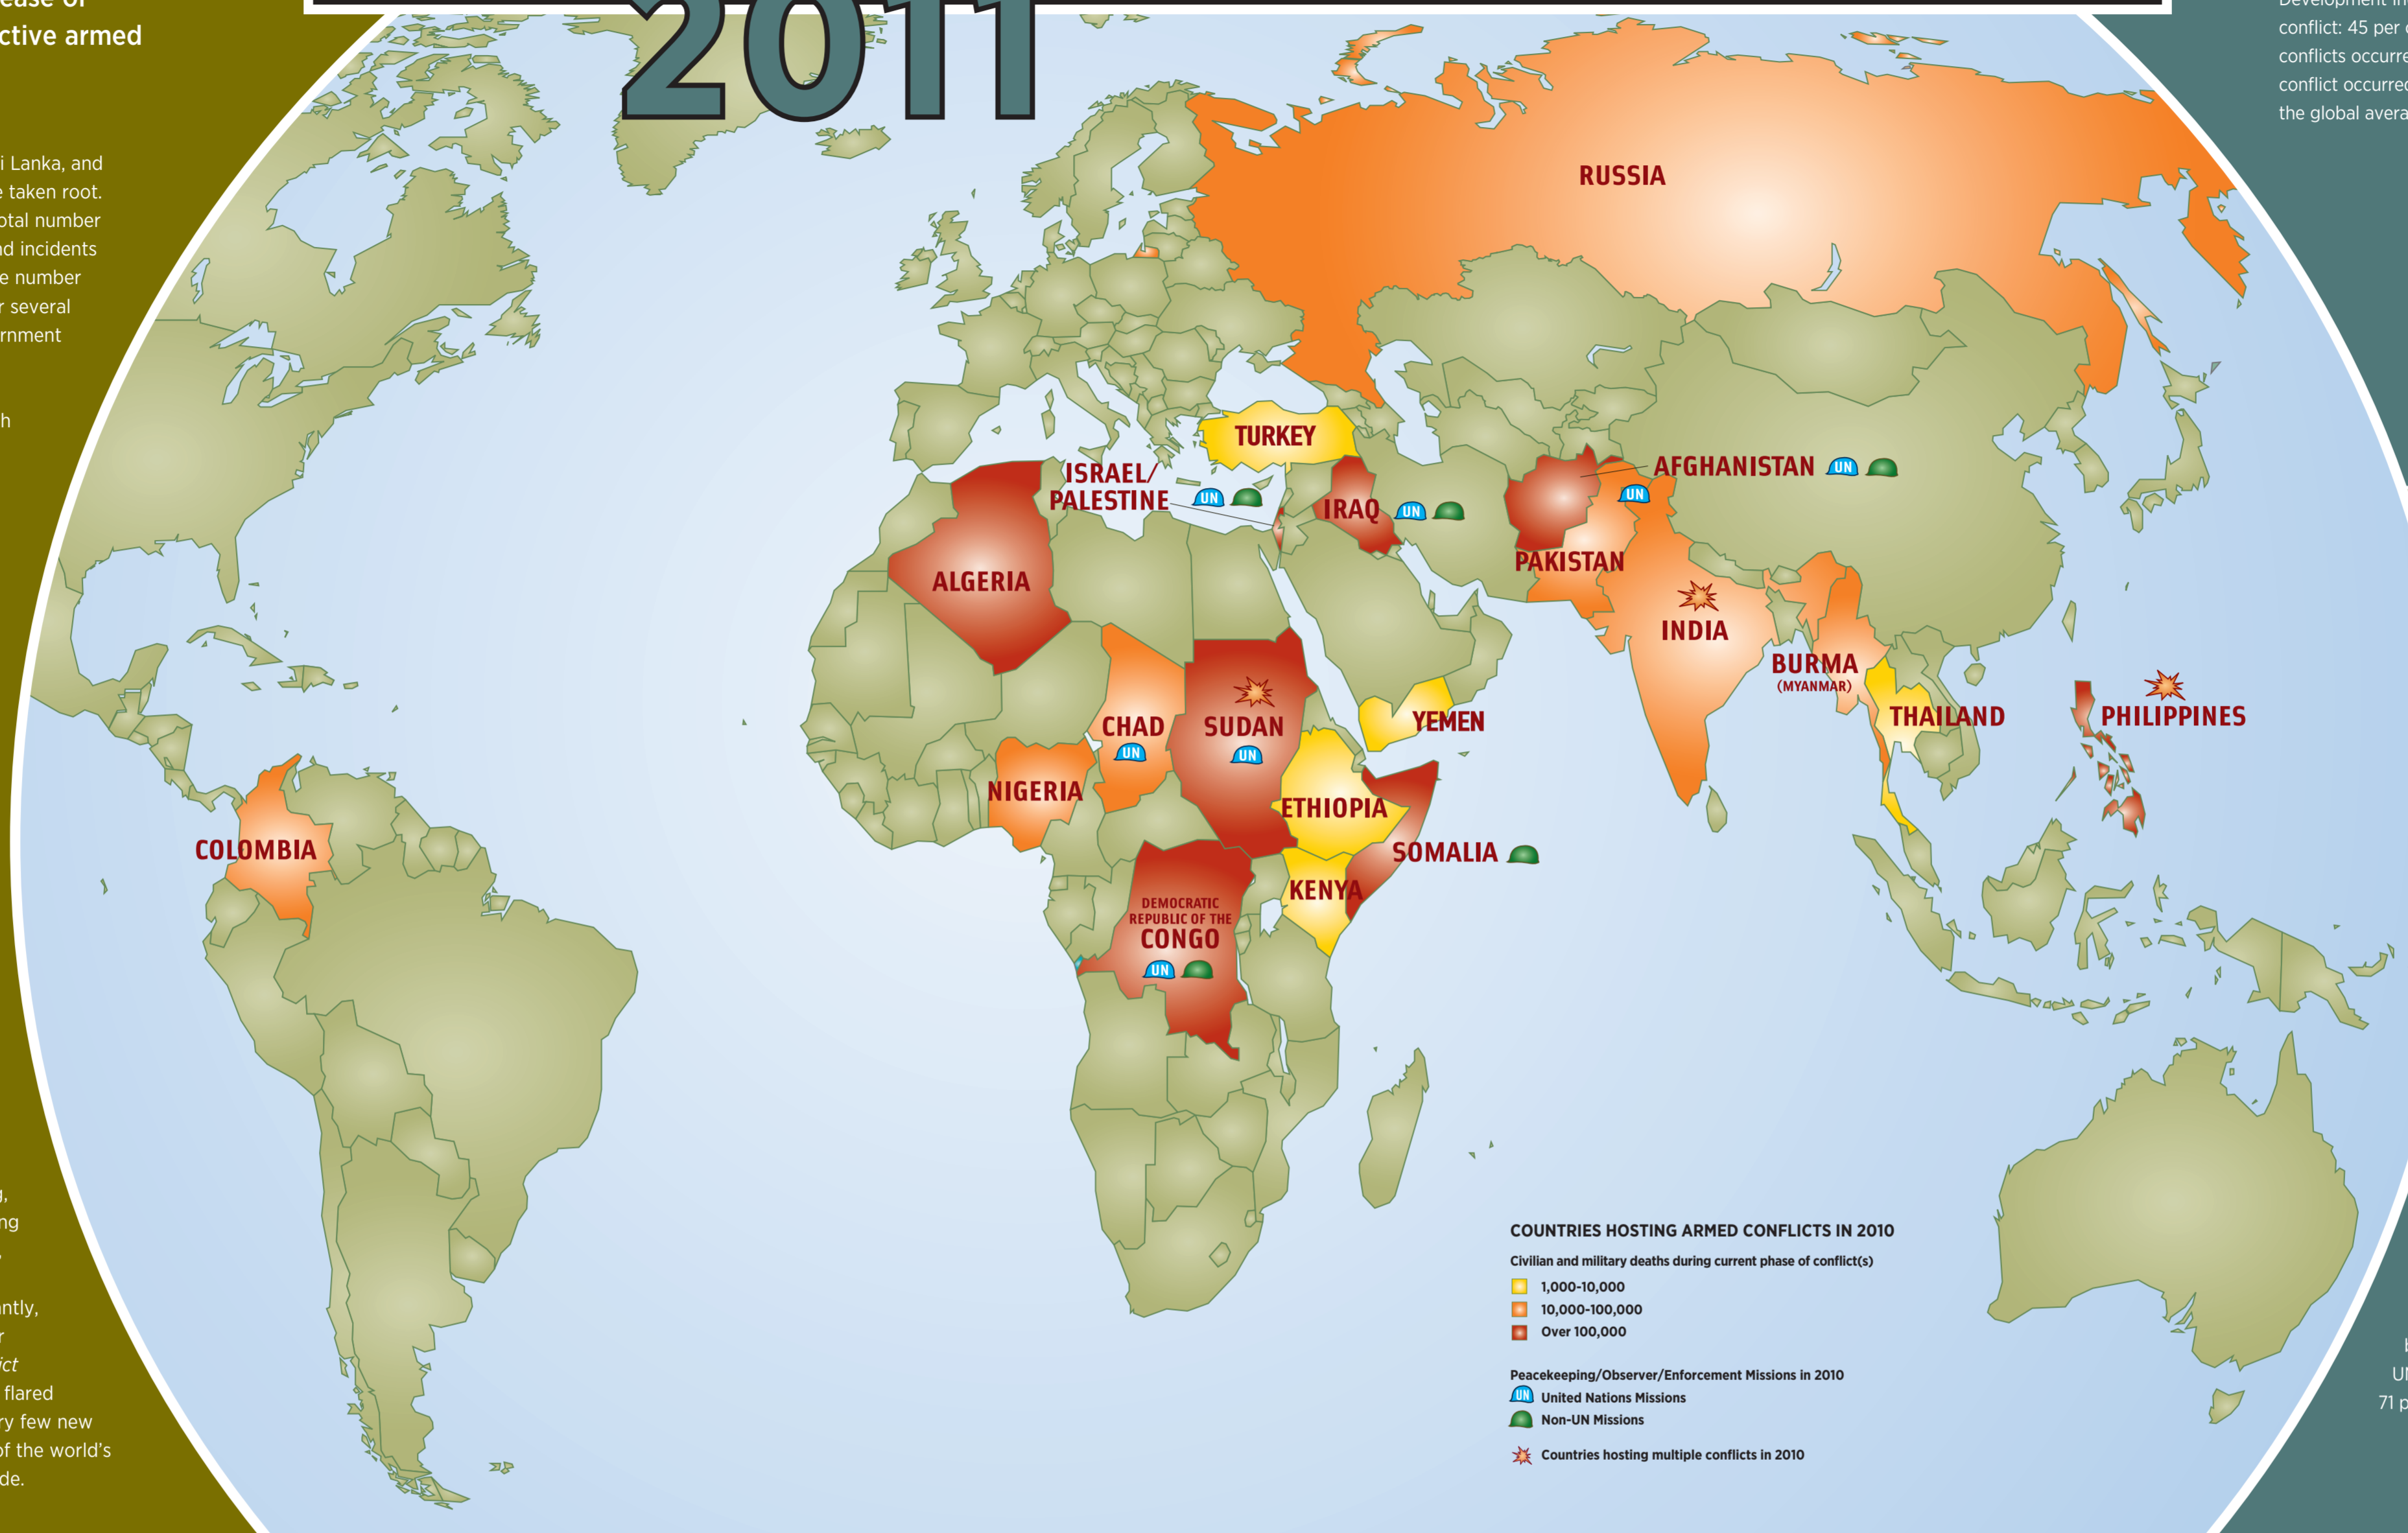 ctive armed
2011
conflict: 45 per
conflicts occurre
conflict occurred
the global avera
i Lanka, and
e taken root.
otal number
nd incidents
e number
r several
ernment
h
g,
ng
antly,
r
ict
flared
ry few new
of the world's
de.
RUSSIA
TURKEY
ISRAEL/
PALESTINE
UN
IRAQ
UN
AFGHANISTAN
UN
UN
PAKISTAN
ALGERIA
INDIA
BURMA
(MYANMAR)
THAILAND
PHILIPPINES
CHAD
UN
SUDAN
UN
YEMEN
NIGERIA
ETHIOPIA
SOMALIA
KENYA
COLOMBIA
DEMOCRATIC
REPUBLIC OF THE
CONGO
UN
COUNTRIES HOSTING ARMED CONFLICTS IN 2010
Civilian and military deaths during current phase of conflict(s)
1,000-10,000
10,000-100,000
Over 100,000
Peacekeeping/Observer/Enforcement Missions in 2010
UN United Nations Missions
Non-UN Missions
Countries hosting multiple conflicts in 2010
b
UN
71 p